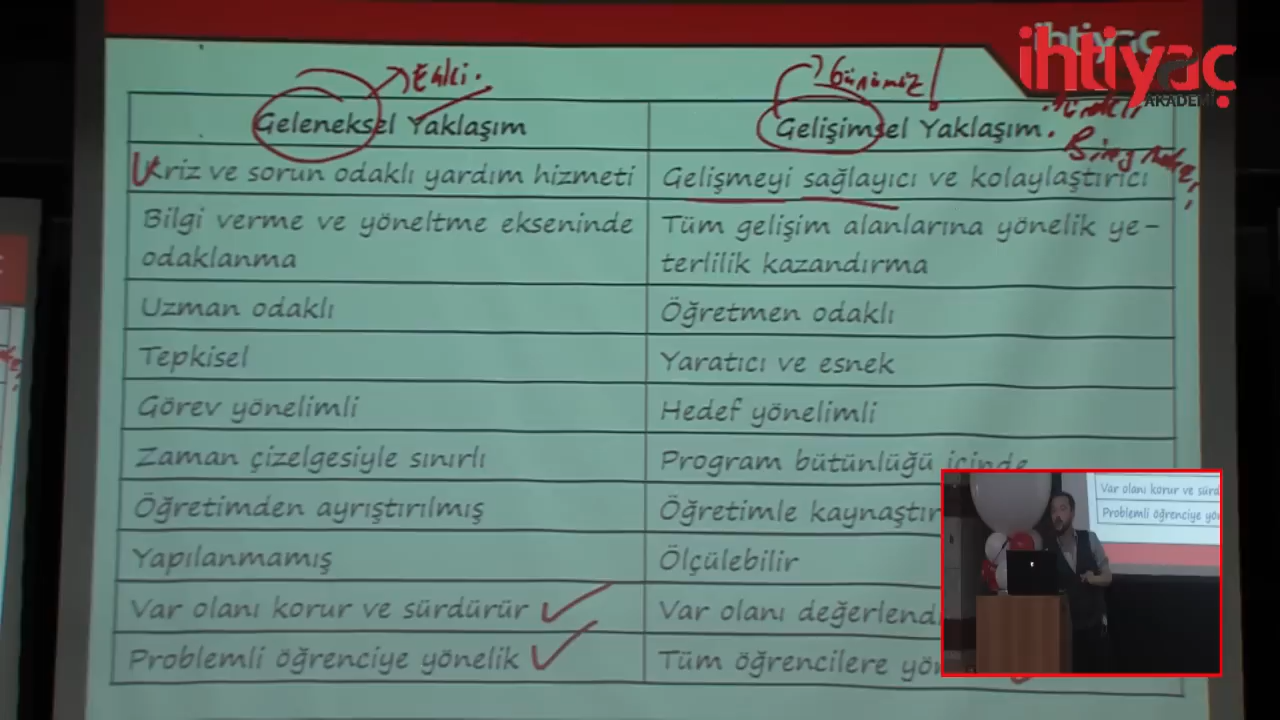 ihtiyaç
AKADEMİ
Eski.
Günümüz
Geleneksel Yaklaşım
Gelişimsel Yaklaşım.
Kriz ve sorun odaklı yardım hizmeti
Gelişmeyi sağlayıcı ve kolaylaştırıcı
Bilgi verme ve yöneltme ekseninde
odaklanma
Tüm gelişim alanlarına yönelik ye-
terlilik kazandırma
Uzman odaklı
Öğretmen odaklı
Tepkisel
Yaratıcı ve esnek
Görev yönelimli
Hedef yönelimli
Zaman çizelgesiyle sınırlı
Program bütünlüğü içinde
Öğretimden ayrıştırılmış
Öğretimle kaynaştır
Yapılanmamış
Ölçülebilir
Var olanı korur ve sürdürür
Var olanı değerlendi
Problemli öğrenciye yönelik
Tüm öğrencilere yön
Var olanı korur ve sürd
Problemli öğrenciye yön